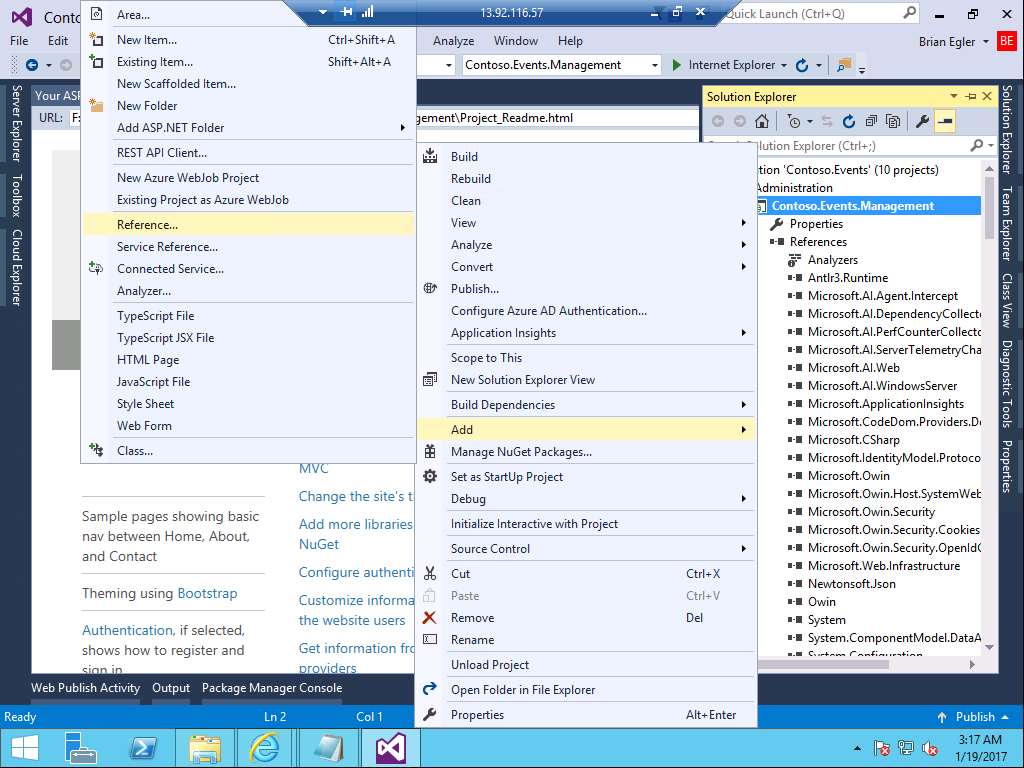 Conto
13.92.116.57
Quick Launch (Ctrl+Q)
File
Edit
Analyze
Window
Help
Brian Egler
BE
Contoso.Events.Management
Internet Explorer
Server Explorer
Toolbox
Cloud Explorer
Your ASP
URL:
gement\Project_Readme.html
Area...
New Item...
Ctrl+Shift+A
Existing Item...
Shift+Alt+A
New Scaffolded Item...
New Folder
Add ASP.NET Folder
REST API Client...
New Azure WebJob Project
Existing Project as Azure WebJob
Reference...
Service Reference...
Connected Service...
Analyzer...
TypeScript File
TypeScript JSX File
HTML Page
JavaScript File
Style Sheet
Web Form
Class...
Build
Rebuild
Clean
View
Analyze
Convert
Publish...
Configure Azure AD Authentication...
Application Insights
Scope to This
New Solution Explorer View
Build Dependencies
Add
Manage NuGet Packages...
Set as StartUp Project
Debug
Initialize Interactive with Project
Source Control
Cut
Ctrl+X
Paste
Ctrl+V
Remove
Del
Rename
Unload Project
Open Folder in File Explorer
Properties
Alt+Enter
Solution Explorer
Solution Explorer (Ctrl+;)
tion 'Contoso.Events' (10 projects)
Administration
Contoso.Events.Management
Properties
References
Analyzers
Antlr3.Runtime
Microsoft.AI.Agent.Intercept
Microsoft.AI.DependencyCollecto
Microsoft.AI.PerfCounterCollecto
Microsoft.AI.ServerTelemetryCha
Microsoft.AI.Web
Microsoft.AI.WindowsServer
Microsoft.ApplicationInsights
Microsoft.CodeDom.Providers.Do
Microsoft.CSharp
Microsoft.IdentityModel.Protoco
Microsoft.Owin
Microsoft.Owin.Host.SystemWeb
Microsoft.Owin.Security
Microsoft.Owin.Security.Cookies
Microsoft.Owin.Security.OpenIdC
Microsoft.Web.Infrastructure
Newtonsoft.Json
Owin
System
System.ComponentModel.DataA
System.Configuration
Solution Explorer
Team Explorer
Class View
Diagnostic Tools
Properties
Sample pages showing basic
nav between Home, About,
and Contact
Theming using Bootstrap
Authentication, if selected,
shows how to register and
sign in
MVC
Change the site's t
Add more libraries
NuGet
Configure authenti
Customize informa
the website users
Get information fro
providers
Web Publish Activity
Output
Package Manager Console
Ready
Ln 2
Col 1
Publish
3:17 AM
1/19/2017